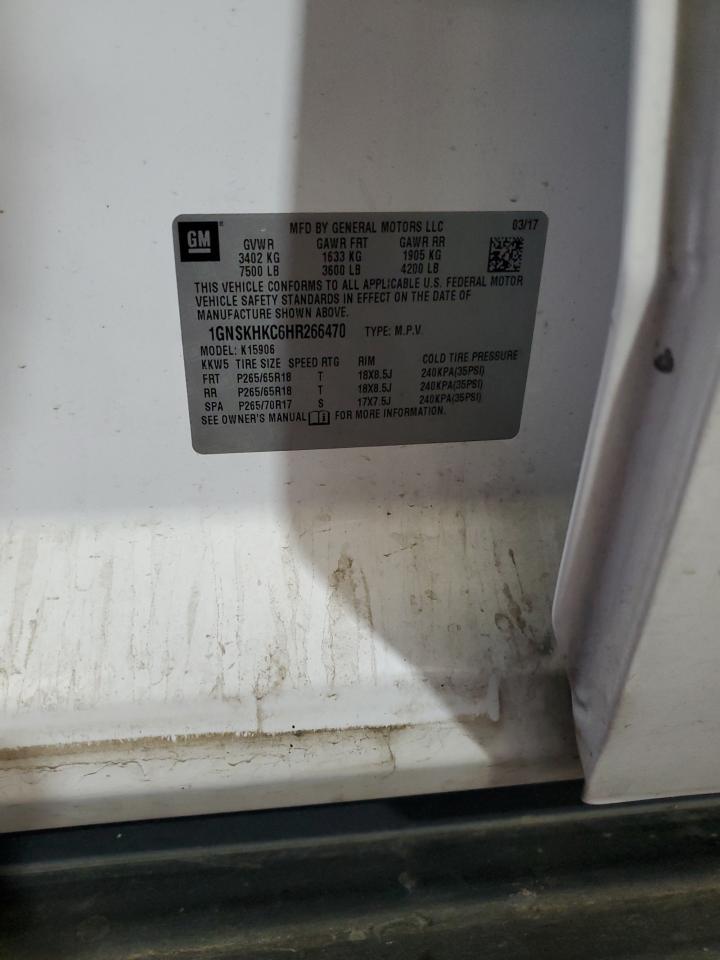 GM
MFD BY GENERAL MOTORS LLC 03/17
GVWR GAWR FRT GAWR RR
3402 KG 1633 KG 1905 KG
7500 LB 3600 LB 4200 LB
THIS VEHICLE CONFORMS TO ALL APPLICABLE U.S. FEDERAL MOTOR
VEHICLE SAFETY STANDARDS IN EFFECT ON THE DATE OF
MANUFACTURE SHOWN ABOVE.
1GNSKHKC6HR266470 TYPE: M.P.V.
MODEL: K15906
KKW5 TIRE SIZE SPEED RTG RIM COLD TIRE PRESSURE
FRT P265/65R18 T 18X8.5J 240KPA(35PSI)
RR P265/65R18 T 18X8.5J 240KPA(35PSI)
SPA P265/70R17 S 17X7.5J 240KPA(35PSI)
SEE OWNER'S MANUAL i FOR MORE INFORMATION.